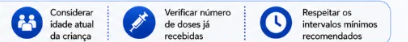 Considerar
idade atual
da criança
Verificar número
de doses já
recebidas
Respeitar os
intervalos mínimos
recomendados